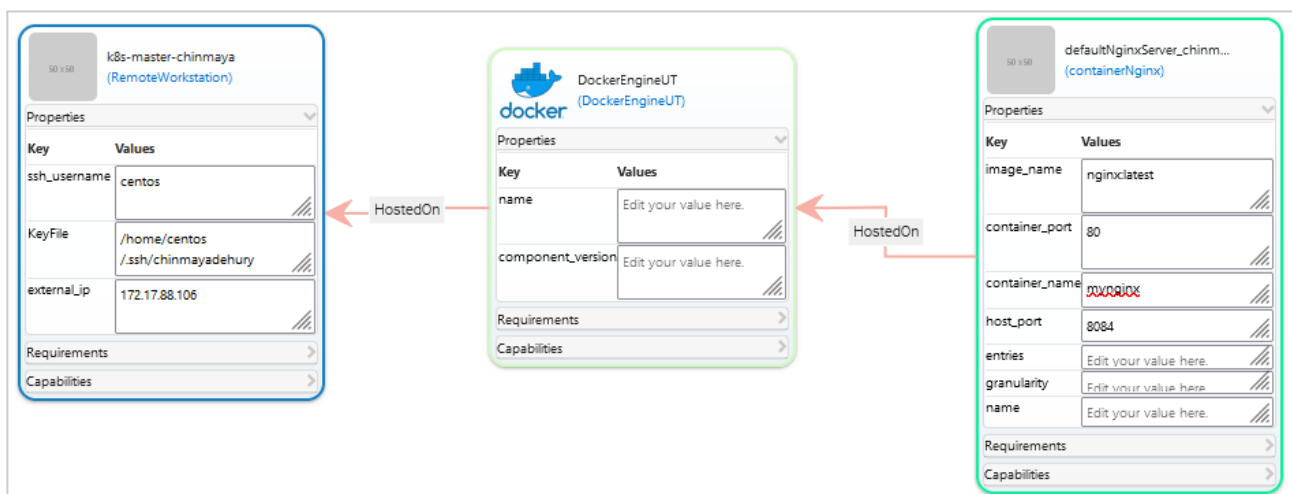 50 x 50
k8s-master-chinmaya
(RemoteWorkstation)
Properties
Key Values
ssh_username centos
KeyFile /home/centos
/.ssh/chinmayadehury
external_ip 172.17.88.106
Requirements
Capabilities
HostedOn
docker
DockerEngineUT
(DockerEngineUT)
Properties
Key Values
name Edit your value here.
component_version Edit your value here.
Requirements
Capabilities
HostedOn
50 x 50
defaultNginxServer_chinm...
(containerNginx)
Properties
Key Values
image_name nginx:latest
container_port 80
container_name mynginx
host_port 8084
entries Edit your value here.
granularity Edit your value here.
name Edit your value here.
Requirements
Capabilities